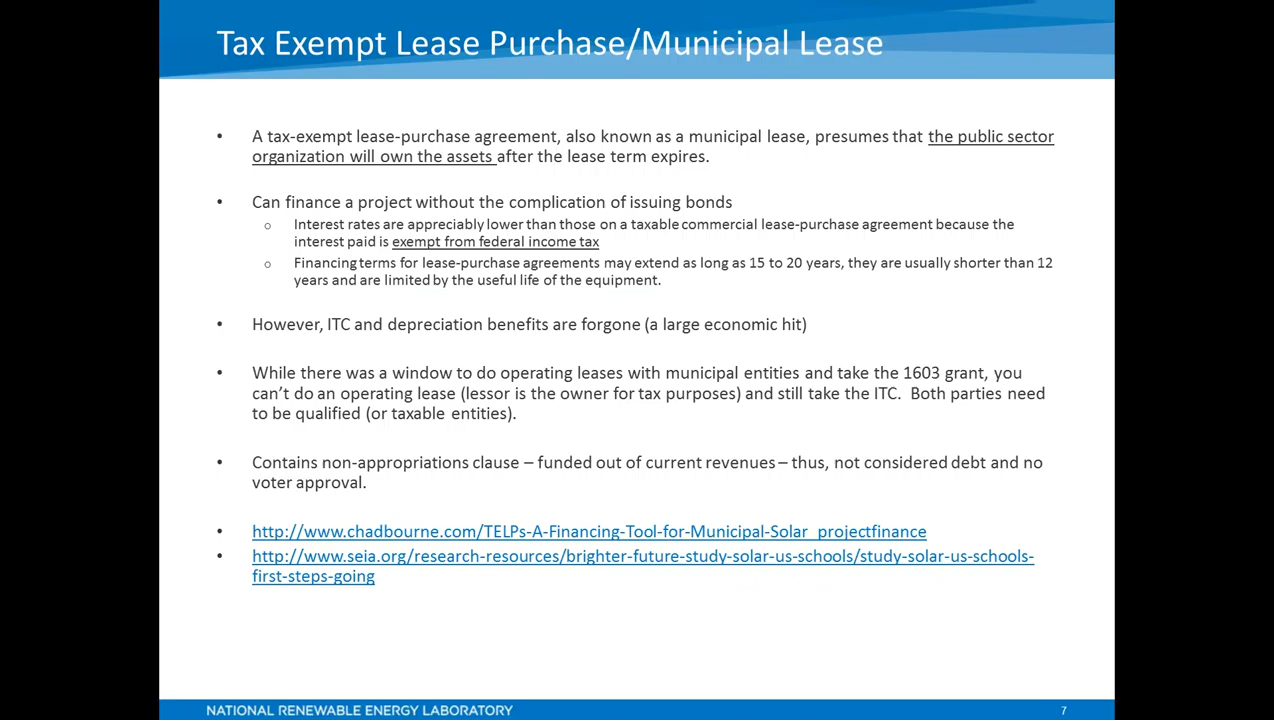 Tax Exempt Lease Purchase/Municipal Lease
• A tax-exempt lease-purchase agreement, also known as a municipal lease, presumes that the public sector
organization will own the assets after the lease term expires.
• Can finance a project without the complication of issuing bonds
o Interest rates are appreciably lower than those on a taxable commercial lease-purchase agreement because the
interest paid is exempt from federal income tax
o Financing terms for lease-purchase agreements may extend as long as 15 to 20 years, they are usually shorter than 12
years and are limited by the useful life of the equipment.
• However, ITC and depreciation benefits are forgone (a large economic hit)
• While there was a window to do operating leases with municipal entities and take the 1603 grant, you
can’t do an operating lease (lessor is the owner for tax purposes) and still take the ITC. Both parties need
to be qualified (or taxable entities).
• Contains non-appropriations clause – funded out of current revenues – thus, not considered debt and no
voter approval.
• http://www.chadbourne.com/TELPs-A-Financing-Tool-for-Municipal-Solar_projectfinance
• http://www.seia.org/research-resources/brighter-future-study-solar-us-schools/study-solar-us-schools-
first-steps-going
NATIONAL RENEWABLE ENERGY LABORATORY
7